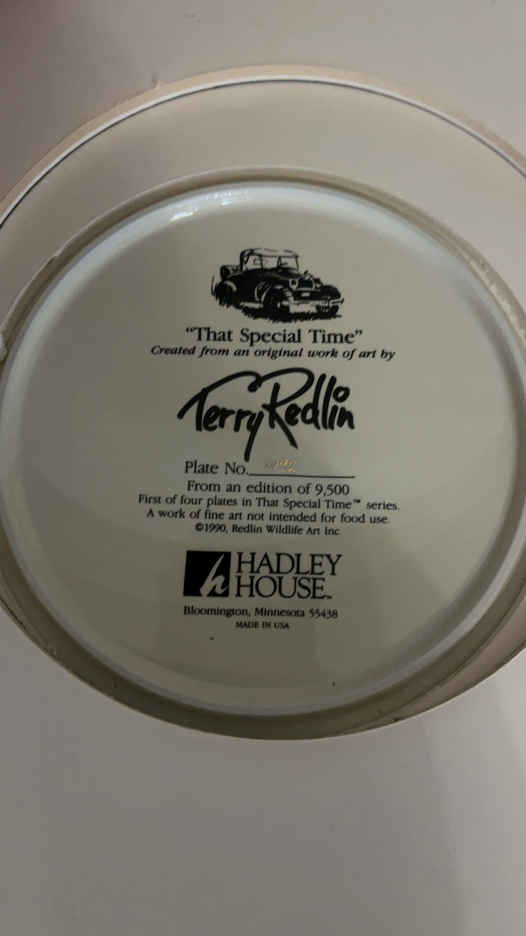 "That Special Time"
Created from an original work of art by
Terry Redlin
Plate No.
From an edition of 9,500
First of four plates in That Special Time™ series.
A work of fine art not intended for food use.
©1990, Redlin Wildlife Art Inc.
h HADLEY
HOUSE™
Bloomington, Minnesota 55438
MADE IN USA